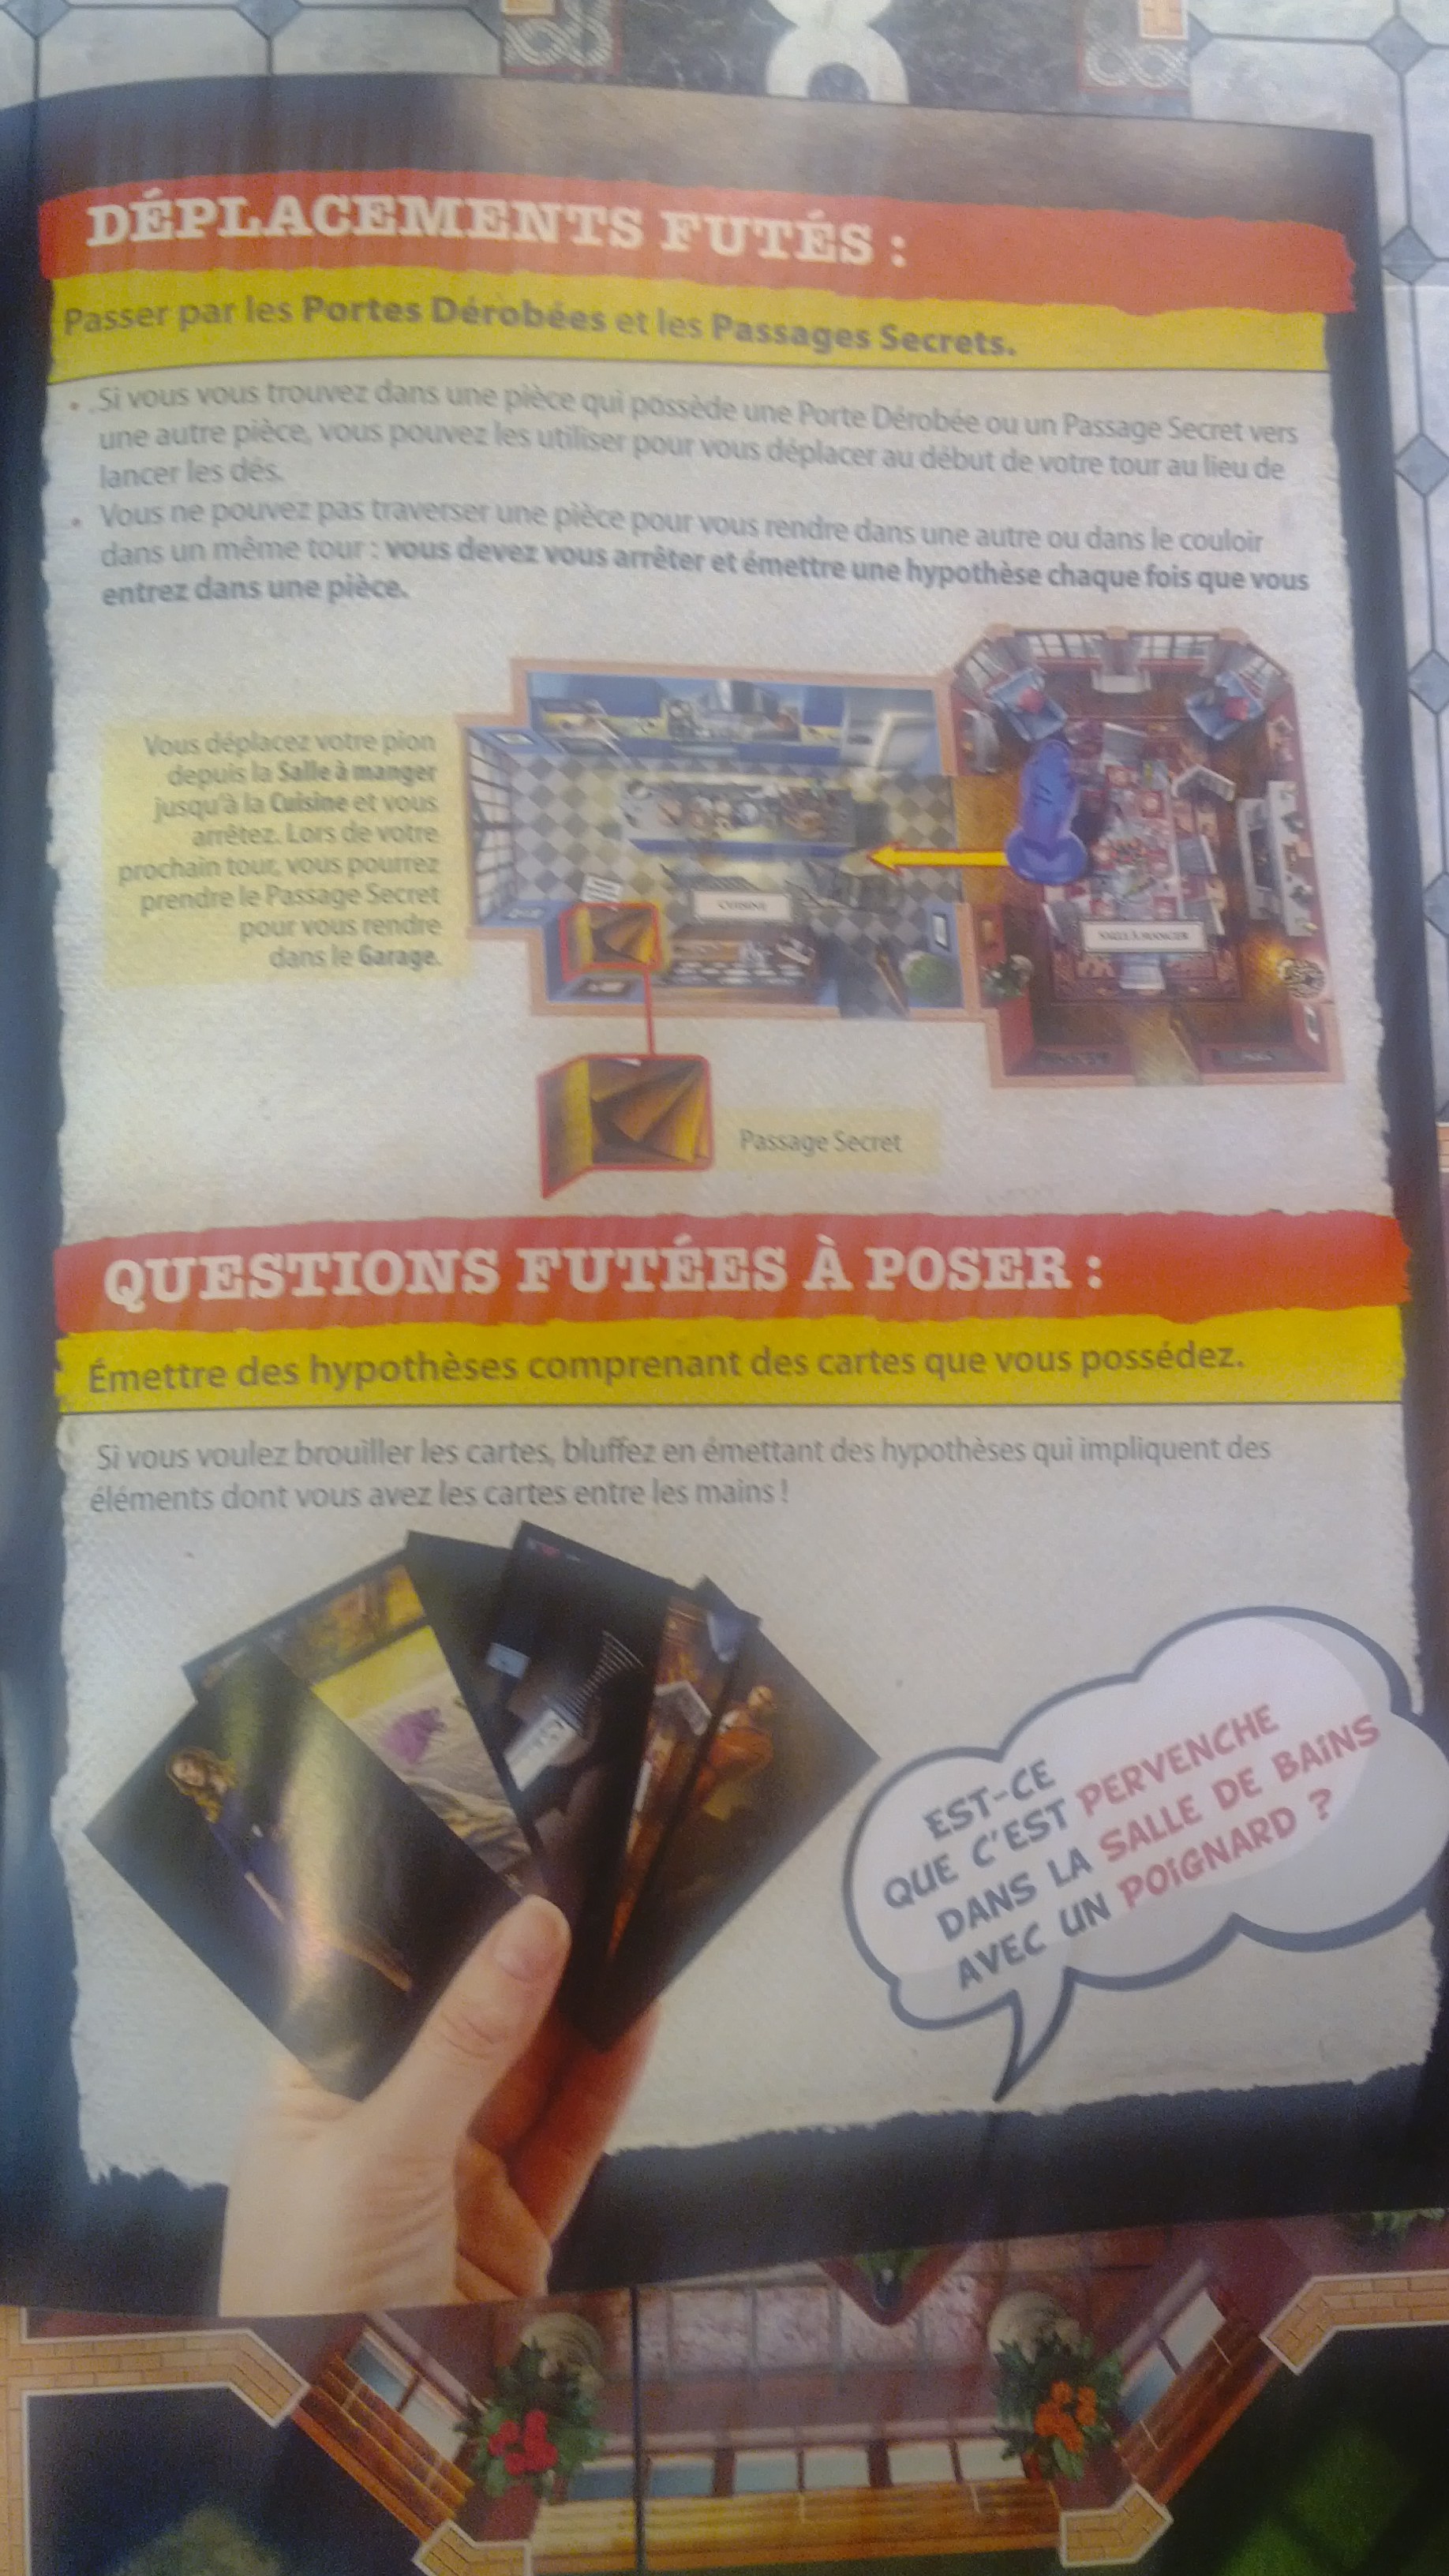 DÉPLACEMENTS FUTÉS :
Passer par les Portes Dérobées et les Passages Secrets.
• Si vous vous trouvez dans une pièce qui possède une Porte Dérobée ou un Passage Secret vers
une autre pièce, vous pouvez les utiliser pour vous déplacer au début de votre tour au lieu de
lancer les dés.
• Vous ne pouvez pas traverser une pièce pour vous rendre dans une autre ou dans le couloir
dans un même tour : vous devez vous arrêter et émettre une hypothèse chaque fois que vous
entrez dans une pièce.
Vous déplacez votre pion
depuis la Salle à manger
jusqu'à la Cuisine et vous
arrêtez. Lors de votre
prochain tour, vous pourrez
prendre le Passage Secret
pour vous rendre
dans le Garage.
CUISINE
SALLE À MANGER
Passage Secret
QUESTIONS FUTÉES À POSER :
Émettre des hypothèses comprenant des cartes que vous possédez.
Si vous voulez brouiller les cartes, bluffez en émettant des hypothèses qui impliquent des
éléments dont vous avez les cartes entre les mains !
EST-CE
QUE C'EST PERVENCHE
DANS LA SALLE DE BAINS
AVEC UN POIGNARD ?